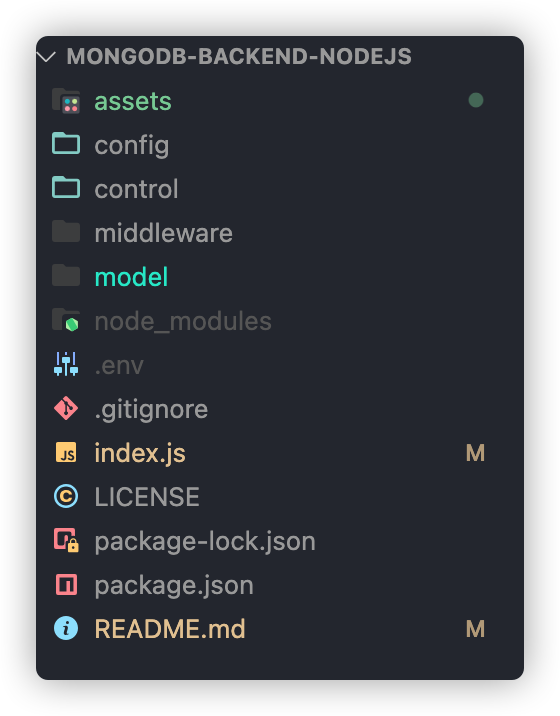 MONGODB-BACKEND-NODEJS
assets
config
control
middleware
model
node_modules
.env
.gitignore
JS index.js M
LICENSE
package-lock.json
package.json
README.md M